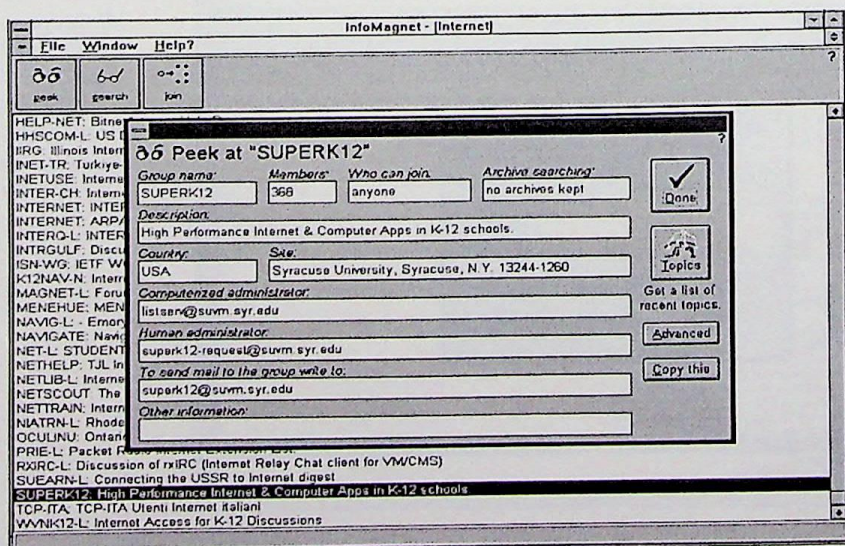 InfoMagnet - [Internet]
File Window Help?
peek search join
?
HELP-NET: Bitne
HHSCOM-L: US D
IIRG: Illinois Intern
INET-TR: Turkiye-
INETUSE: Interne
INTER-CH: Intern
INTERNET: INTER
INTERNET: ARP/
INTERQ-L: INTER
INTRGULF: Discu
ISN-WG: IETF W
K12NAV-N: Intern
MAGNET-L: Foru
MENEHUE: MEN
NAVIG-L: - Emory
NAVIGATE: Navig
NET-L: STUDENT
NETHELP: TJL In
NETLIB-L: Interne
NETSCOUT: The
NETTRAIN: Intern
NIATRN-L: Rhode
OCULINU: Ontari
PRIE-L: Packet Radio Internet Extension List.
RXIRC-L: Discussion of rxIRC (Internet Relay Chat client for VM/CMS)
SUEARN-L: Connecting the USSR to Internet digest
SUPERK12: High Performance Internet & Computer Apps in K-12 schools
TCP-ITA: TCP-ITA Utenti Internet italiani
WVNK12-L: Internet Access for K-12 Discussions
?
Peek at "SUPERK12"
Group name: Members: Who can join: Archive searching:
SUPERK12 368 anyone no archives kept
Description:
High Performance Internet & Computer Apps in K-12 schools.
Country: Site:
USA Syracuse University, Syracuse, N.Y. 13244-1260
Computerized administrator:
listserv@suvm.syr.edu
Human administrator:
superk12-request@suvm.syr.edu
To send mail to the group write to:
superk12@suvm.syr.edu
Other information:
Done
Topics
Get a list of
recent topics.
Advanced
Copy this